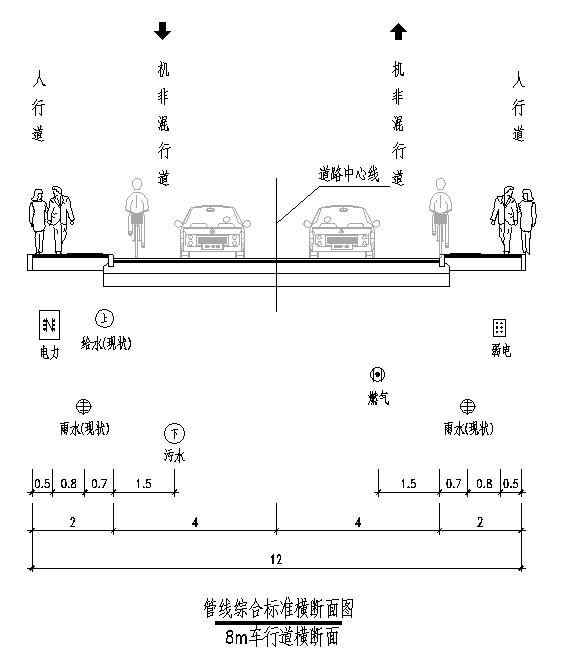 人行道
机非混行道
机非混行道
人行道
道路中心线
上
电力
给水(现状)
弱电
燃气
雨水(现状)
下
污水
雨水(现状)
0.5 0.8 0.7 1.5 1.5 0.7 0.8 0.5
2 4 4 2
12
管线综合标准横断面图
8m车行道横断面